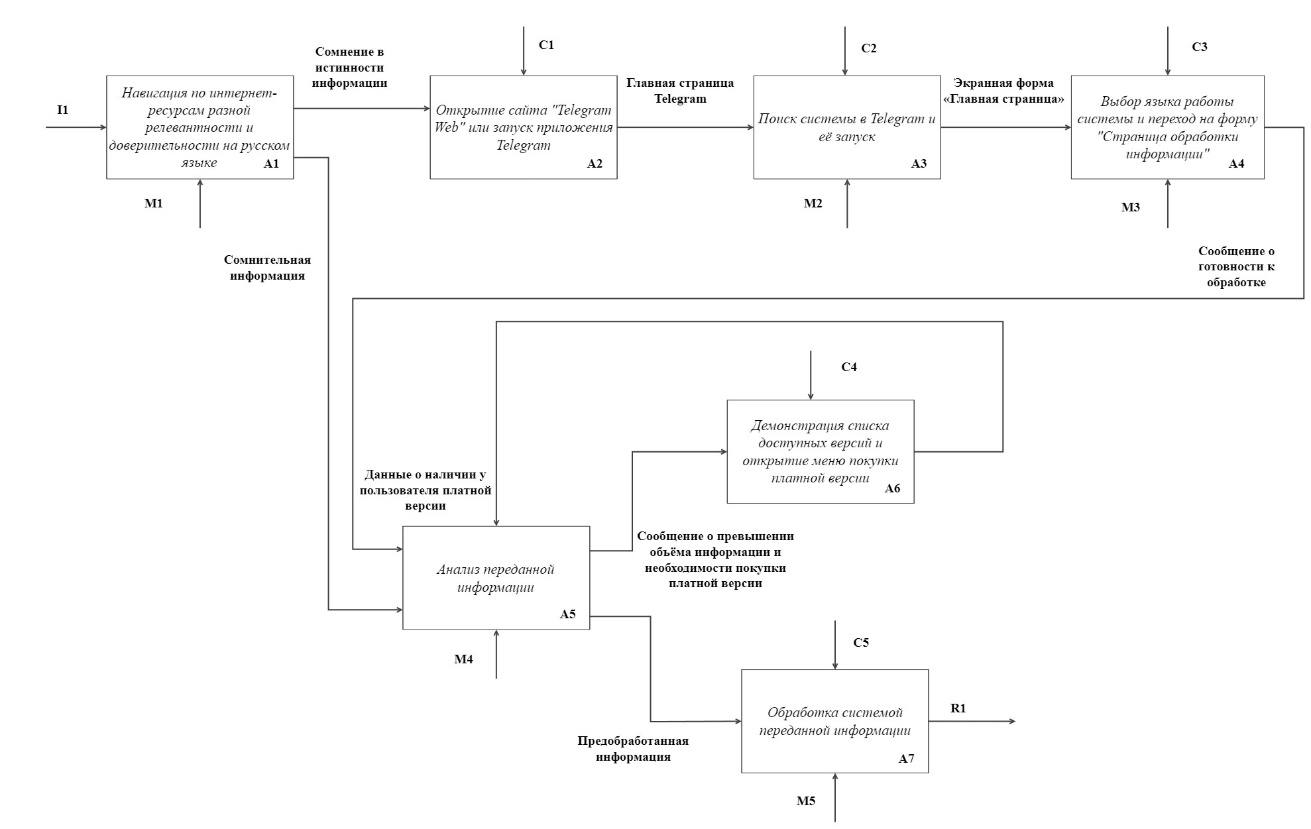 I1
Навигация по интернет-
ресурсам разной
релевантности и
доверительности на русском
языке
A1
M1
Сомнение в
истинности
информации
C1
Открытие сайта "Telegram
Web" или запуск приложения
Telegram
A2
Главная страница
Telegram
C2
Поиск системы в Telegram и
её запуск
A3
M2
Экранная форма
«Главная страница»
C3
Выбор языка работы
системы и переход на форму
"Страница обработки
информации"
A4
M3
Сомнительная
информация
Сообщение о
готовности к
обработке
C4
Демонстрация списка
доступных версий и
открытие меню покупки
платной версии
A6
Данные о наличии у
пользователя платной
версии
Анализ переданной
информации
A5
M4
Сообщение о превышении
объёма информации и
необходимости покупки
платной версии
C5
Обработка системой
переданной информации
A7
R1
Предобработанная
информация
M5